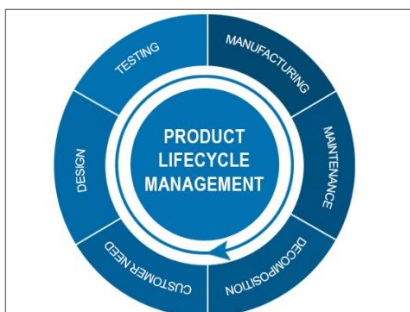 PRODUCT
LIFECYCLE
MANAGEMENT
TESTING
MANUFACTURING
MAINTENANCE
DECOMPOSITION
CUSTOMER NEED
DESIGN